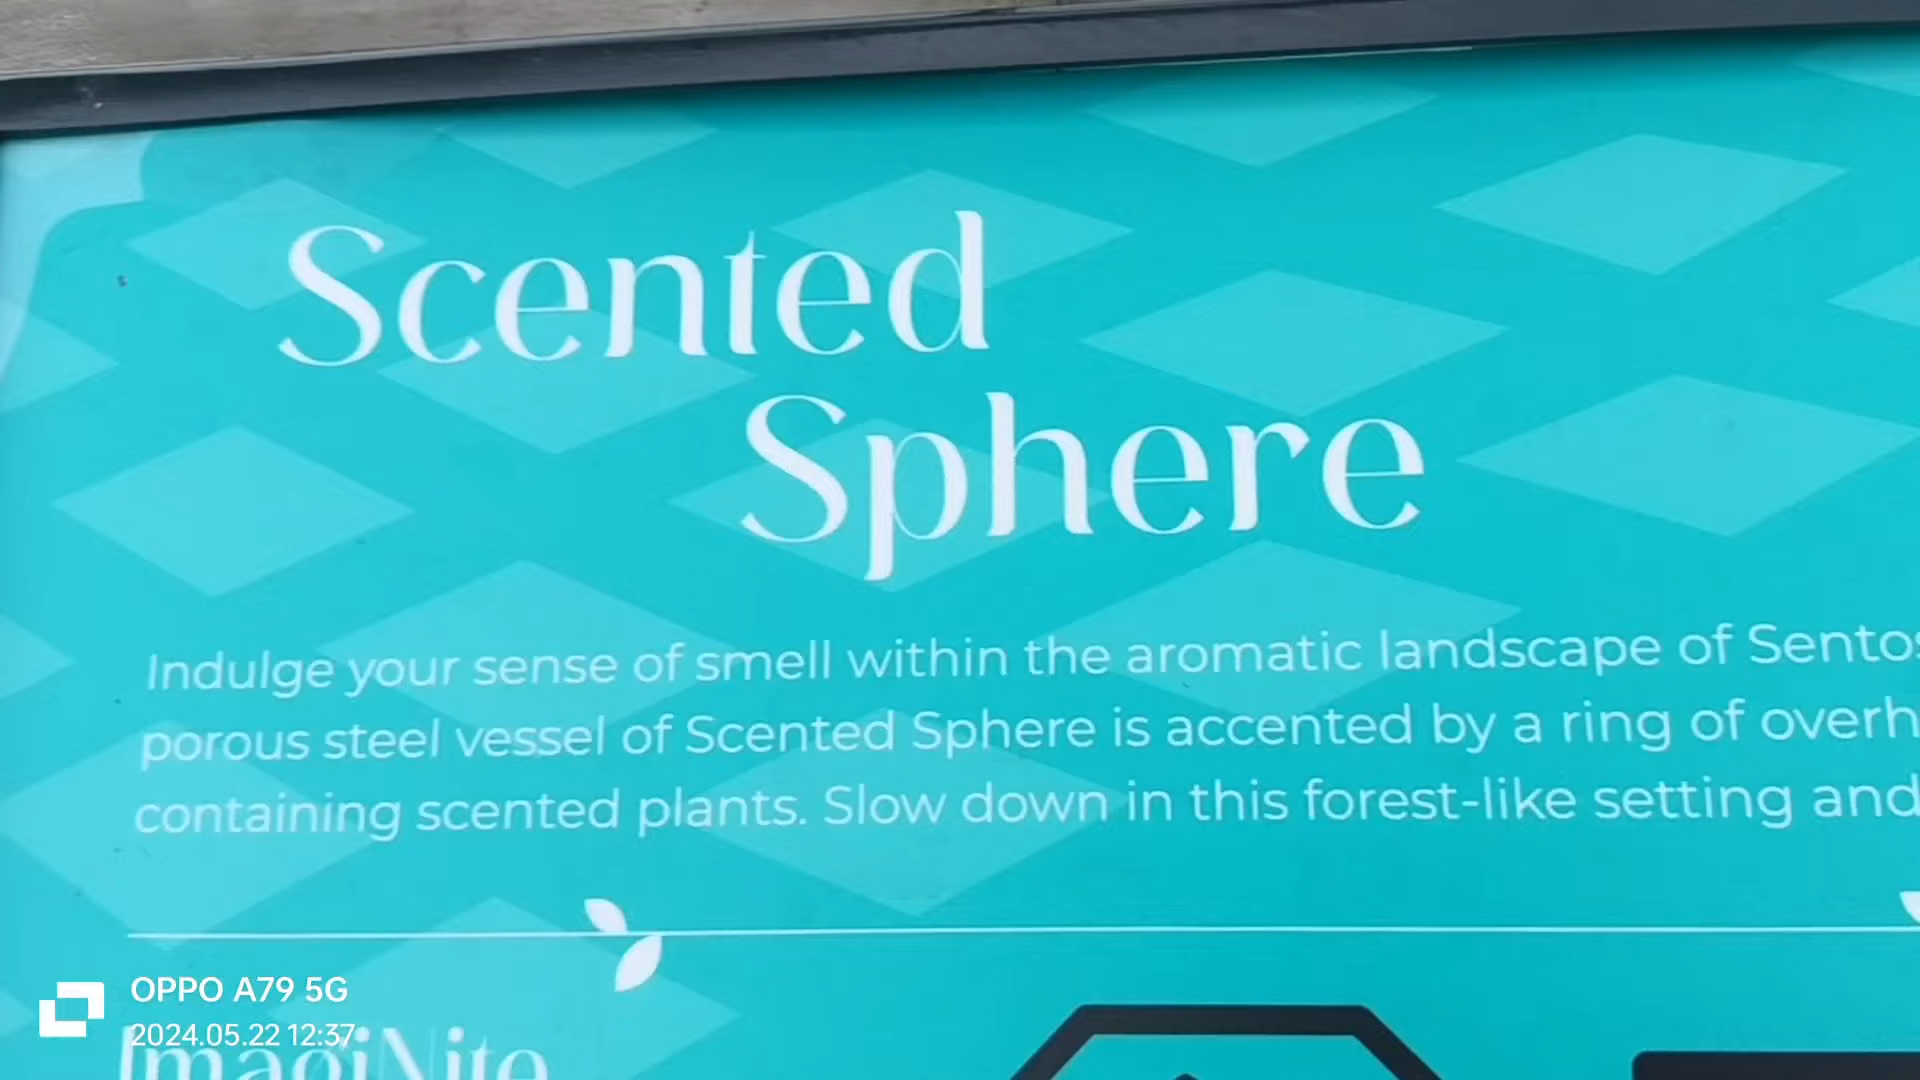 Scented
Sphere
Indulge your sense of smell within the aromatic landscape of
porous steel vessel of Scented Sphere is accented by a ring of
containing scented plants. Slow down in this forest-like setting and
OPPO A79 5G
2024.05.22 12:37
ImagiNite